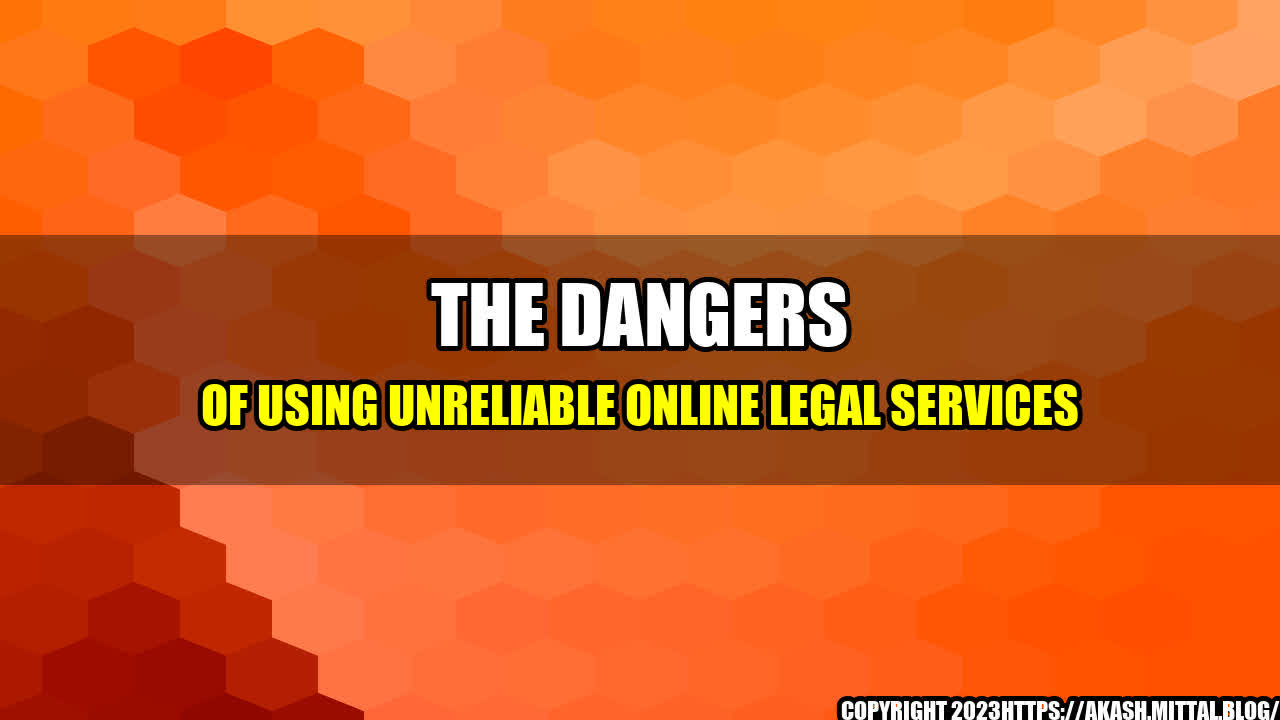 THE DANGERS
OF USING UNRELIABLE ONLINE LEGAL SERVICES
COPYRIGHT 2023HTTPS://AKASH.MITTAL.BLOG/